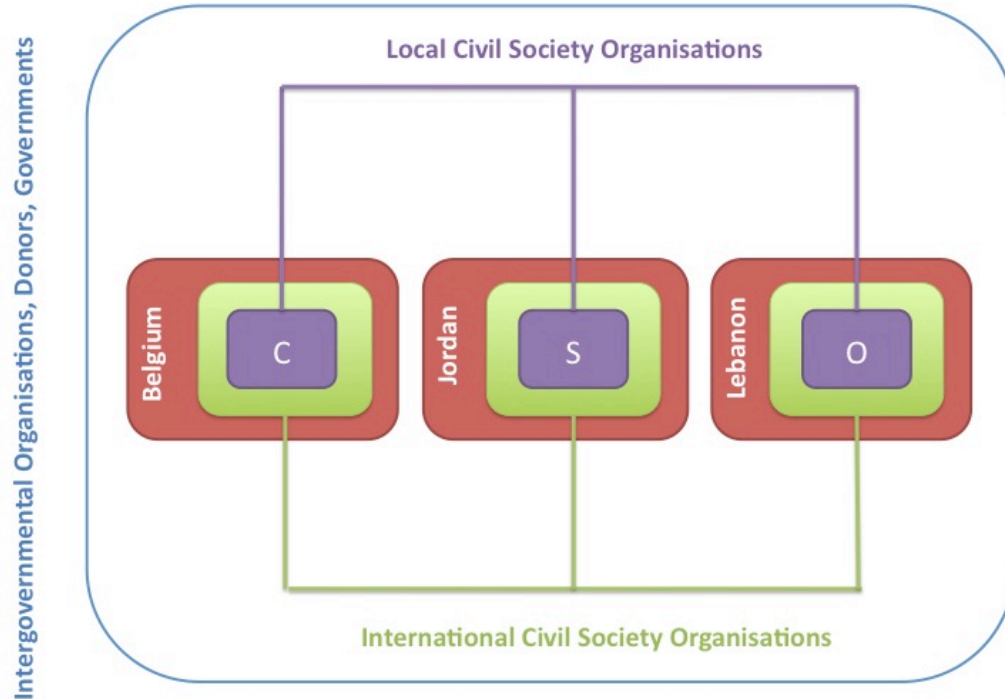 Intergovernmental Organisations, Donors, Governments
Local Civil Society Organisations
Belgium
C
Jordan
S
Lebanon
O
International Civil Society Organisations